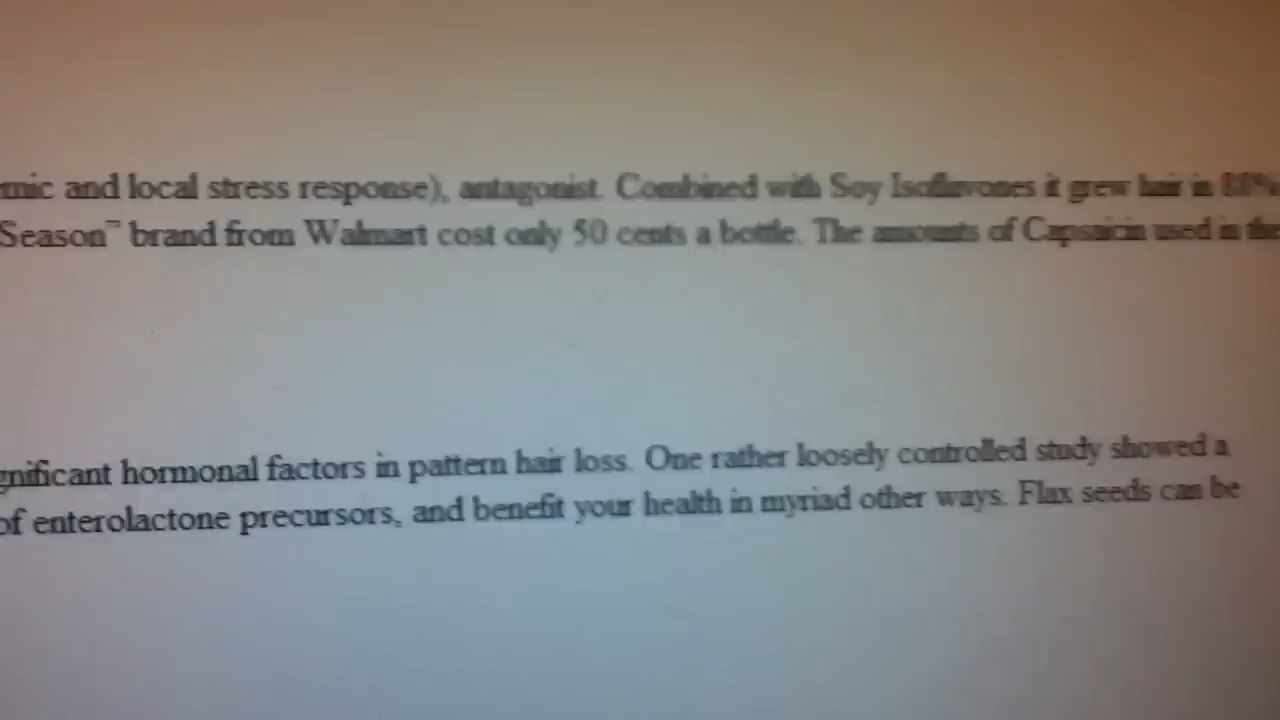 mic and local stress response), antagonist. Combined with Soy Isoflavones it grew hair in
Season™ brand from Walmart cost only 50 cents a bottle. The amounts of Capsaicin used in the
gnificant hormonal factors in pattern hair loss. One rather loosely controlled study showed a
of enterolactone precursors, and benefit your health in myriad other ways. Flax seeds can be